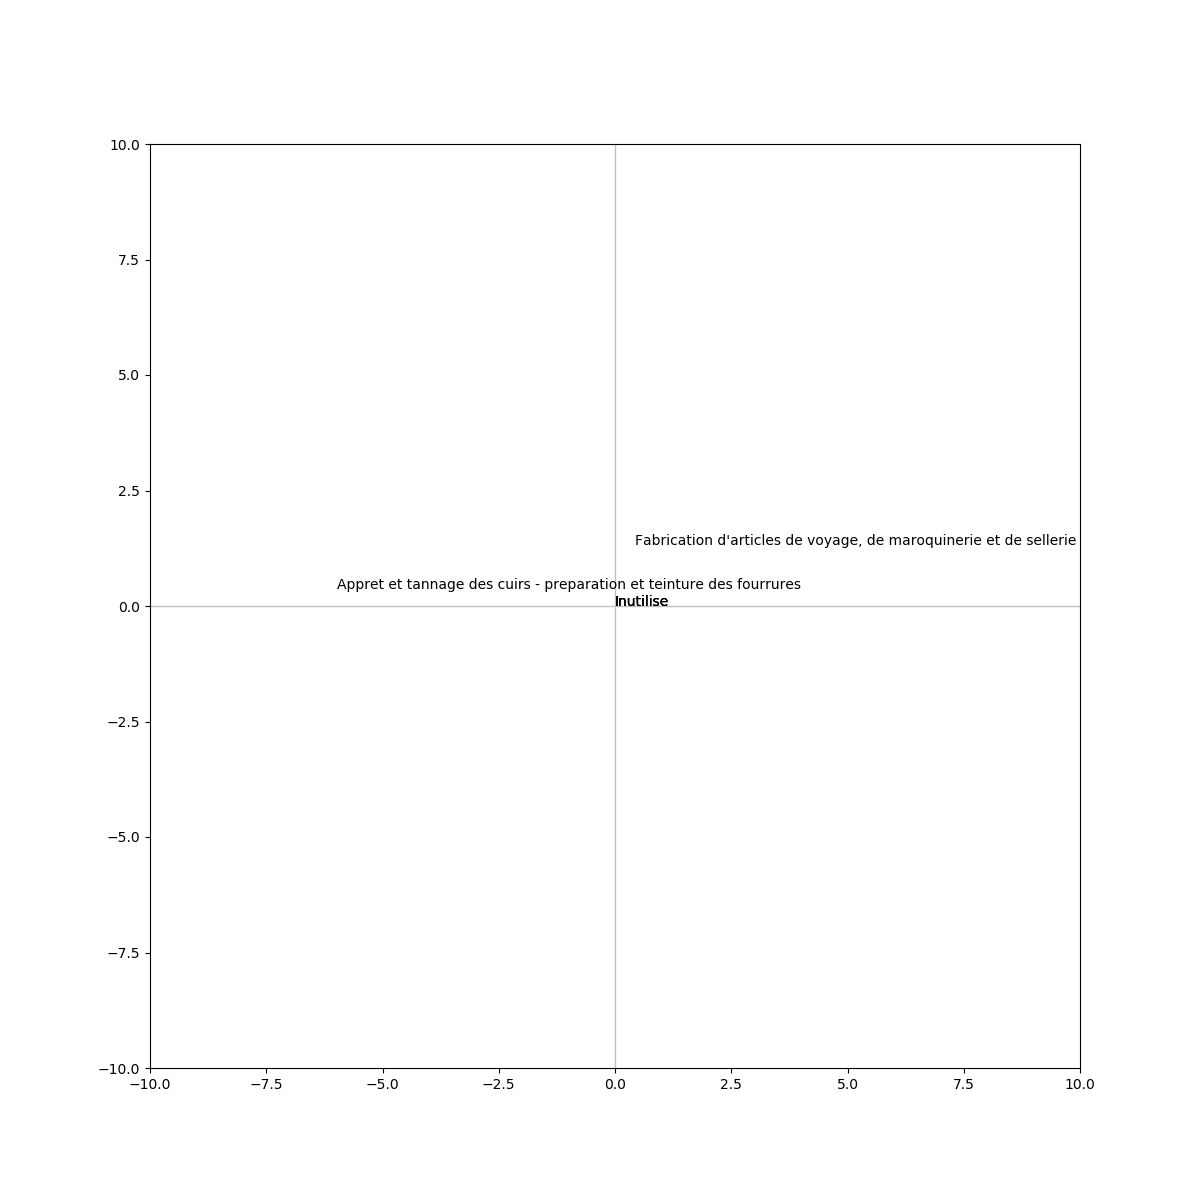 10.0
7.5
5.0
2.5
Fabrication d'articles de voyage, de maroquinerie et de sellerie
Appret et tannage des cuirs - preparation et teinture des fourrures
Inutilise
0.0
−2.5
−5.0
−7.5
−10.0
−10.0 −7.5 −5.0 −2.5 0.0 2.5 5.0 7.5 10.0